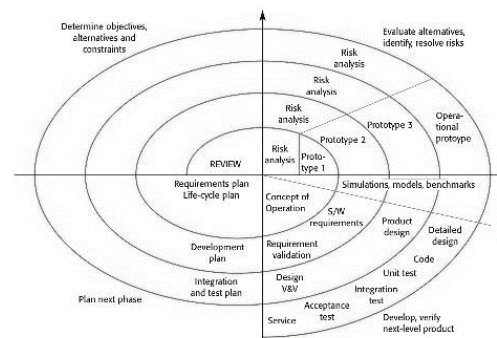 Determine objectives,
alternatives and
constraints
Evaluate alternatives,
identify, resolve risks
Risk
analysis
Risk
analysis
Risk
analysis
Risk
analysis
Proto-
type 1
Prototype 2
Prototype 3
Opera-
tional
protoype
REVIEW
Requirements plan
Life-cycle plan
Simulations, models, benchmarks
Concept of
Operation
S/W
requirements
Product
design
Detailed
design
Development
plan
Requirement
validation
Code
Unit test
Integration
and test plan
Design
V&V
Integration
test
Acceptance
test
Service
Plan next phase
Develop, verify
next-level product